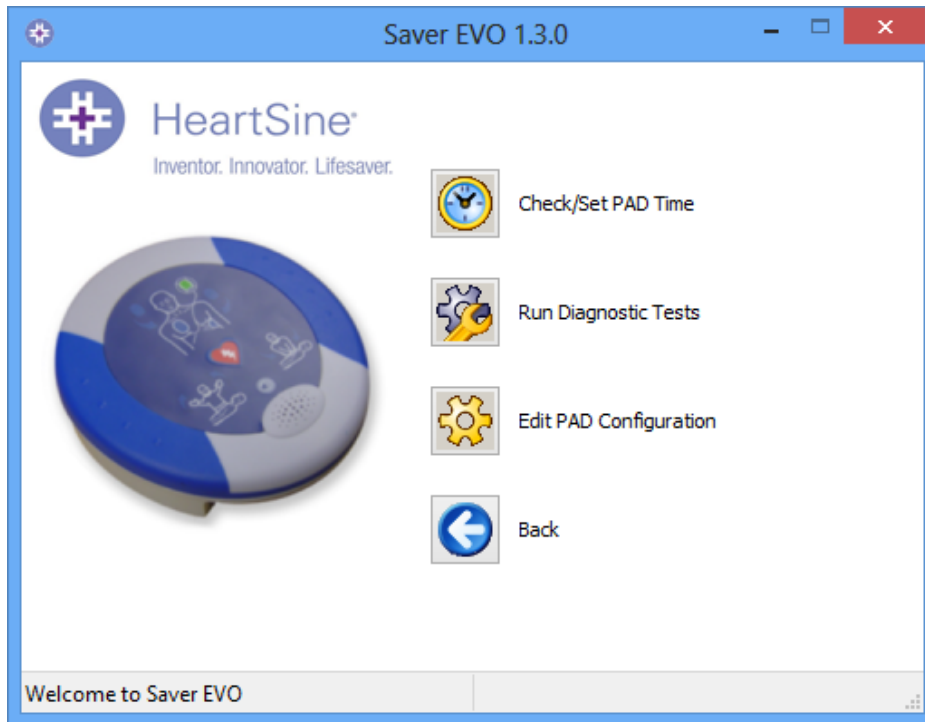 Saver EVO 1.3.0
HeartSine®
Inventor. Innovator. Lifesaver.
Check/Set PAD Time
Run Diagnostic Tests
Edit PAD Configuration
Back
Welcome to Saver EVO